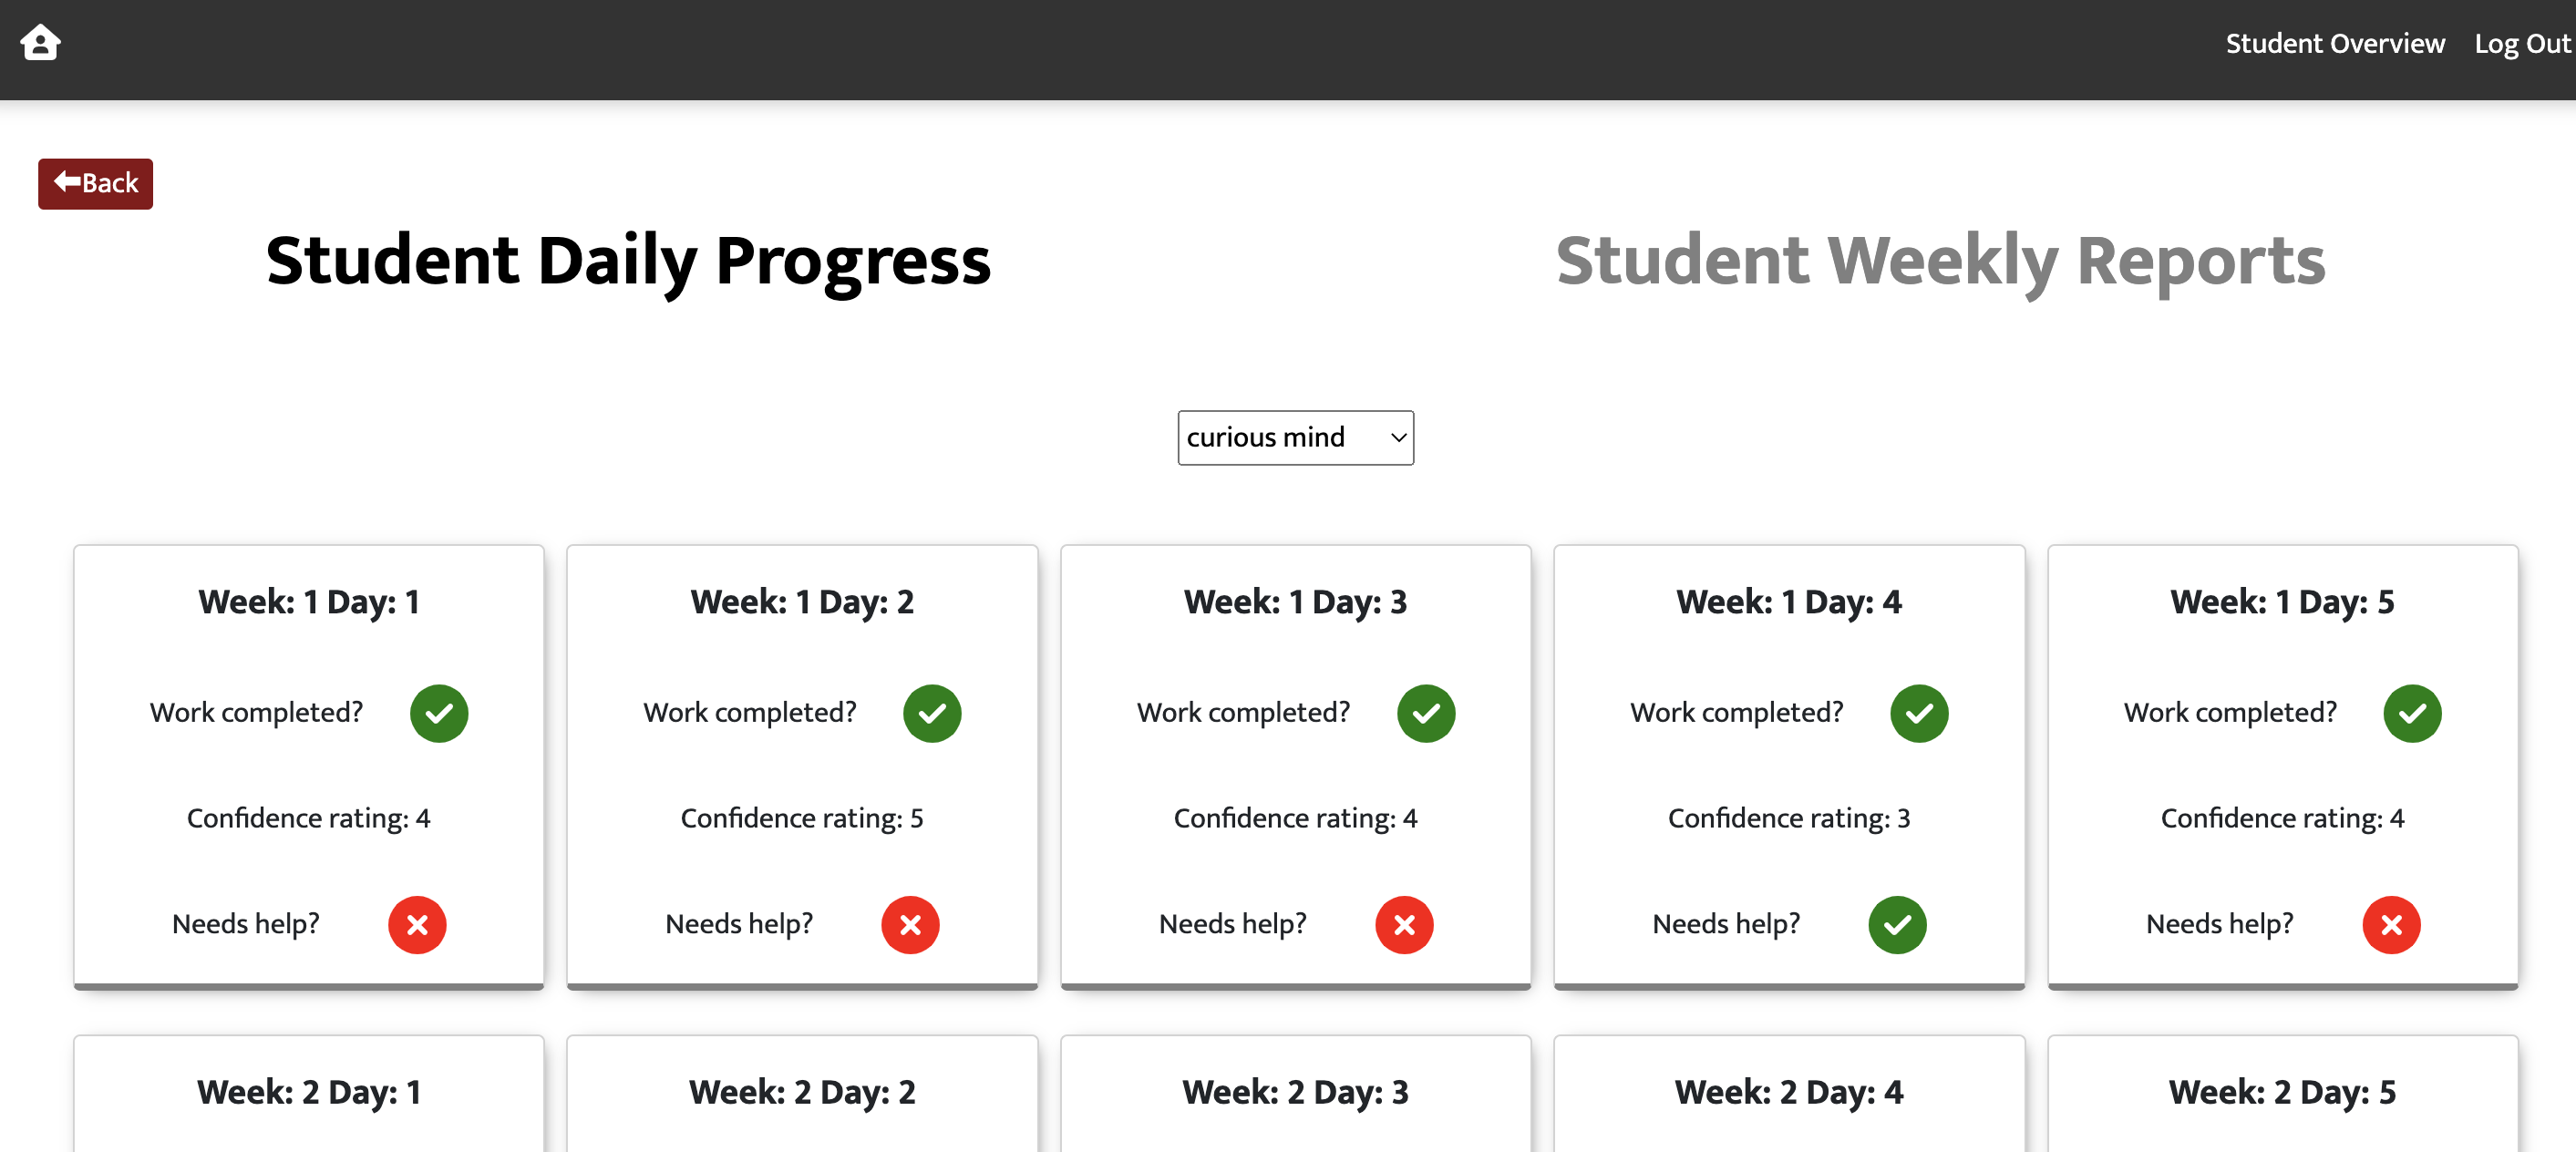 Student Overview Log Out
Back
Student Daily Progress
Student Weekly Reports
curious mind
Week: 1 Day: 1
Work completed?
Confidence rating: 4
Needs help?
Week: 1 Day: 2
Work completed?
Confidence rating: 5
Needs help?
Week: 1 Day: 3
Work completed?
Confidence rating: 4
Needs help?
Week: 1 Day: 4
Work completed?
Confidence rating: 3
Needs help?
Week: 1 Day: 5
Work completed?
Confidence rating: 4
Needs help?
Week: 2 Day: 1
Week: 2 Day: 2
Week: 2 Day: 3
Week: 2 Day: 4
Week: 2 Day: 5